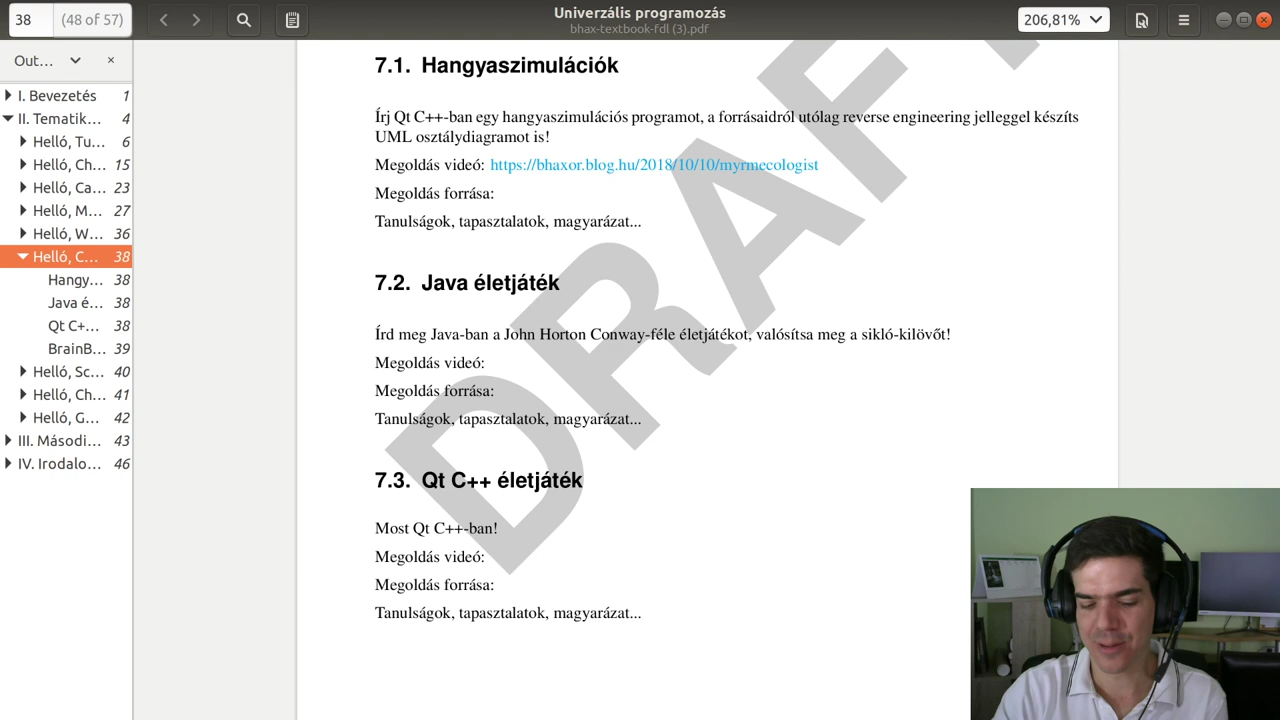 38
(48 of 57)
Univerzális programozás
bhax-textbook-fdl (3).pdf
206,81%
Out...
I. Bevezetés 1
II. Tematik... 4
Helló, Tu... 6
Helló, Ch... 15
Helló, Ca... 23
Helló, M... 27
Helló, W... 36
Helló, C... 38
Hangy... 38
Java é... 38
Qt C+... 38
BrainB... 39
Helló, Sc... 40
Helló, Ch... 41
Helló, G... 42
III. Másodi... 43
IV. Irodalo... 46
DRAFT
7.1. Hangyaszimulációk
Írj Qt C++-ban egy hangyaszimulációs programot, a forrásaidról utólag reverse engineering jelleggel készíts
UML osztálydiagramot is!
Megoldás videó: https://bhaxor.blog.hu/2018/10/10/myrmecologist
Megoldás forrása:
Tanulságok, tapasztalatok, magyarázat...
7.2. Java életjáték
Írd meg Java-ban a John Horton Conway-féle életjátékot, valósítsa meg a sikló-kilövőt!
Megoldás videó:
Megoldás forrása:
Tanulságok, tapasztalatok, magyarázat...
7.3. Qt C++ életjáték
Most Qt C++-ban!
Megoldás videó:
Megoldás forrása:
Tanulságok, tapasztalatok, magyarázat...